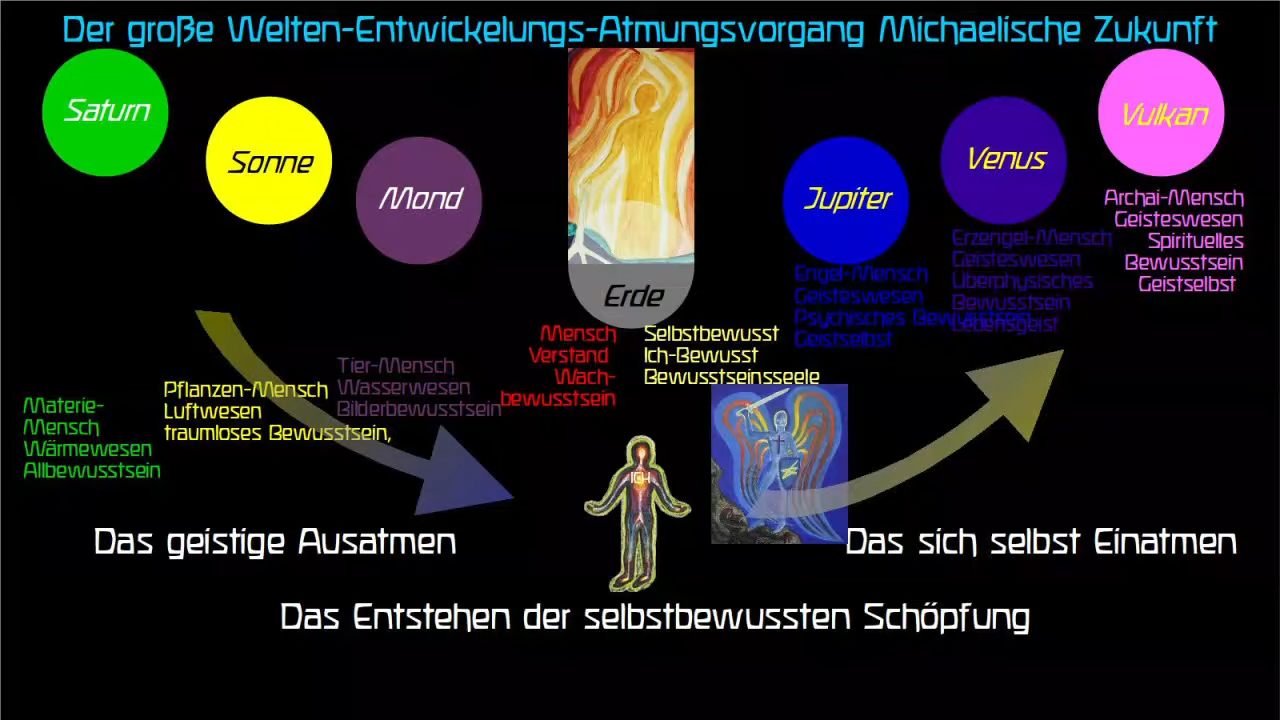 Der große Welten-Entwickelungs-Atmungsvorgang Michaelische Zukunft
Saturn
Sonne
Mond
Erde
Jupiter
Venus
Vulkan
Materie-
Mensch
Wärmewesen
Allbewusstsein
Pflanzen-Mensch
Luftwesen
traumloses Bewusstsein,
Tier-Mensch
Wasserwesen
Bilderbewusstsein
Mensch
Verstand
Wach-
bewusstsein
Selbstbewusst
Ich-Bewusst
Bewusstseinsseele
Engel-Mensch
Geisteswesen
Psychisches Bewusstsein
Geistselbst
Erzengel-Mensch
Geisteswesen
Überphysisches
Bewusstsein
Lebensgeist
Archai-Mensch
Geisteswesen
Spirituelles
Bewusstsein
Geistselbst
ICH
Das geistige Ausatmen
Das sich selbst Einatmen
Das Entstehen der selbstbewussten Schöpfung